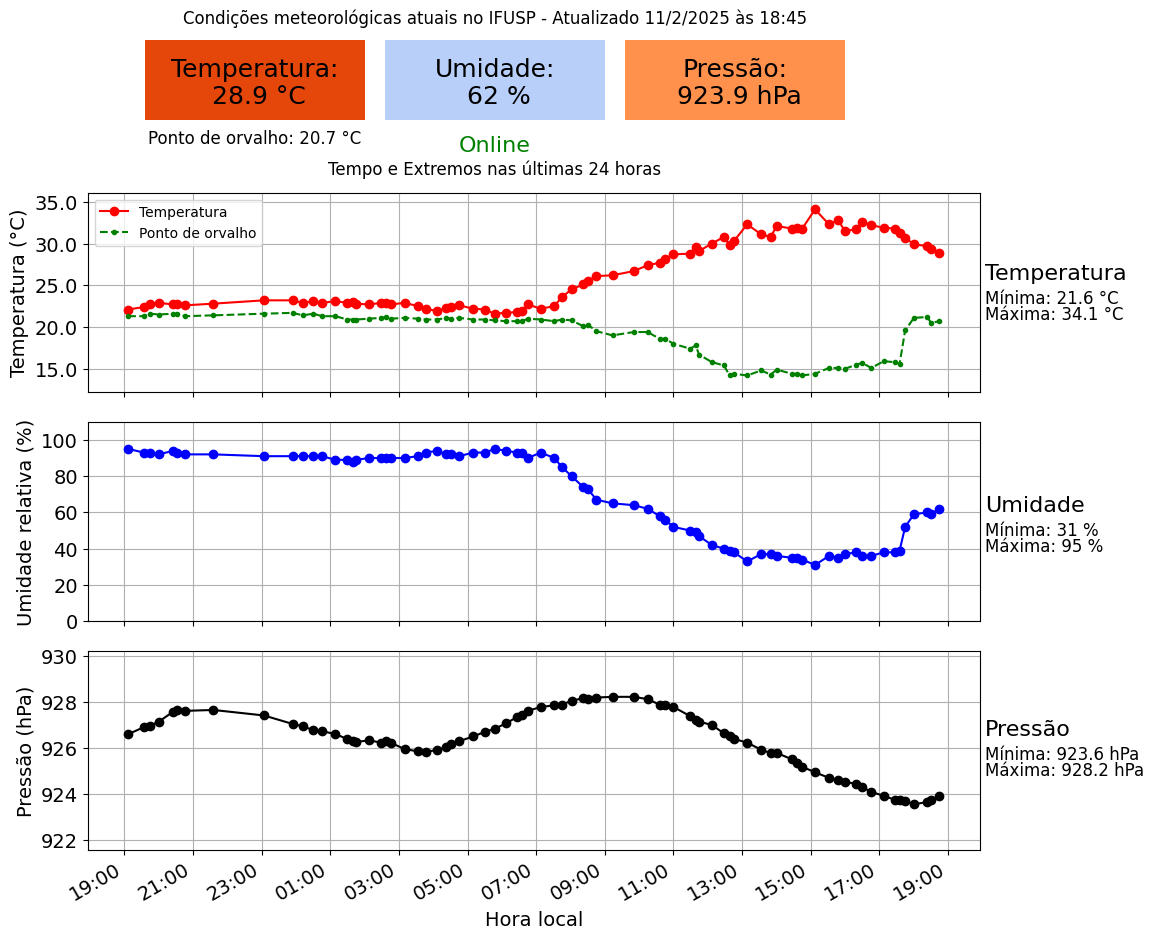 Condições meteorológicas atuais no IFUSP - Atualizado 11/2/2025 às 18:45
Temperatura:
28.9 °C
Umidade:
62 %
Pressão:
923.9 hPa
Ponto de orvalho: 20.7 °C
Online
Tempo e Extremos nas últimas 24 horas
Temperatura (°C)
35.0
30.0
25.0
20.0
15.0
Temperatura
Ponto de orvalho
Temperatura
Mínima: 21.6 °C
Máxima: 34.1 °C
Umidade relativa (%)
100
80
60
40
20
0
Umidade
Mínima: 31 %
Máxima: 95 %
Pressão (hPa)
930
928
926
924
922
Pressão
Mínima: 923.6 hPa
Máxima: 928.2 hPa
19:00 21:00 23:00 01:00 03:00 05:00 07:00 09:00 11:00 13:00 15:00 17:00 19:00
Hora local